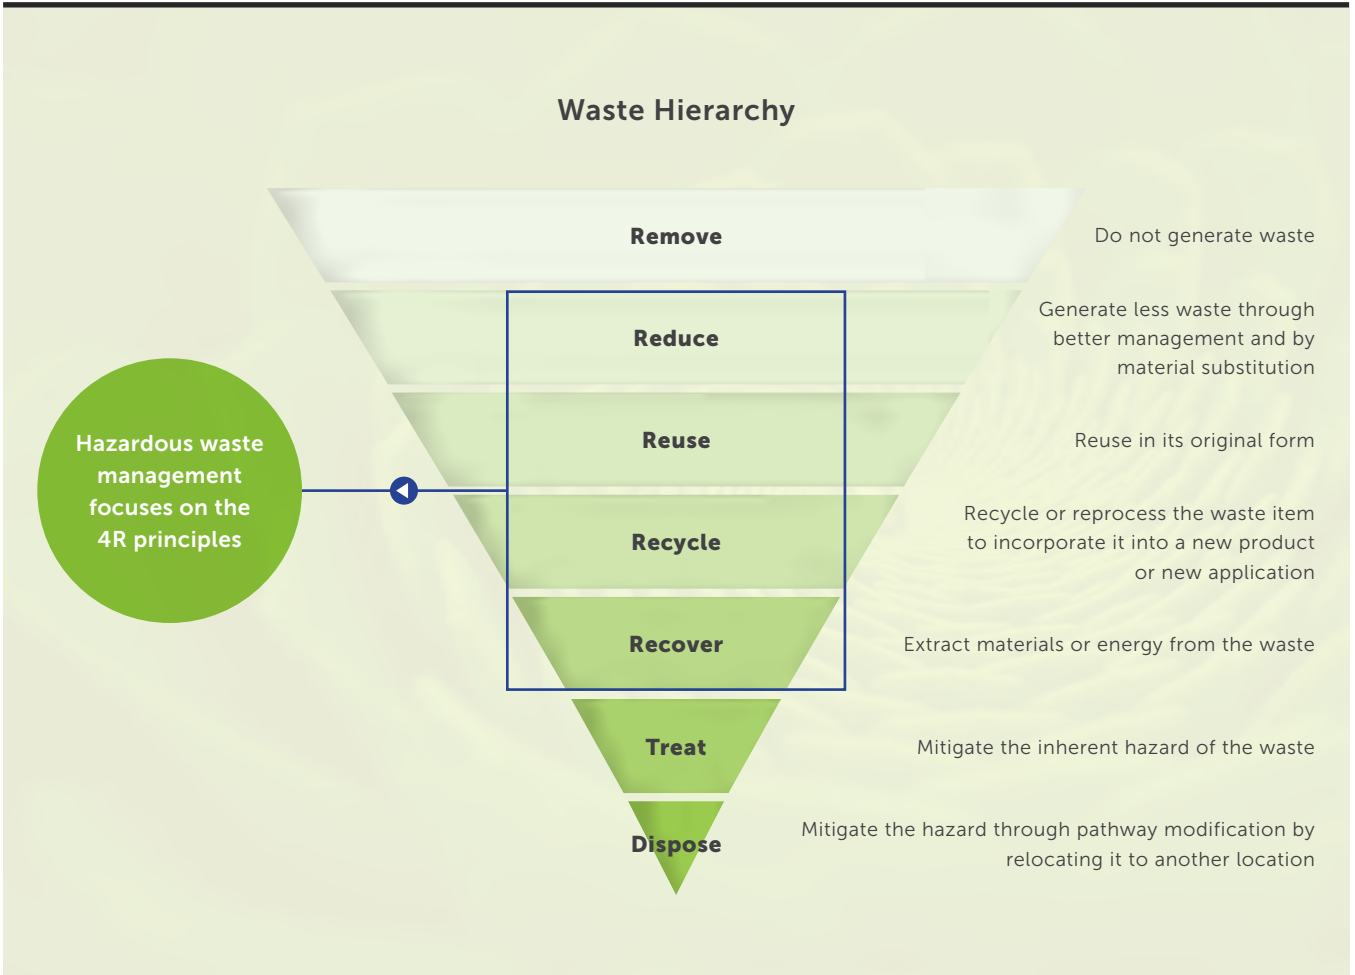 Waste Hierarchy
Remove
Do not generate waste
Reduce
Generate less waste through
better management and by
material substitution
Reuse
Reuse in its original form
Hazardous waste
management
focuses on the
4R principles
Recycle
Recycle or reprocess the waste item
to incorporate it into a new product
or new application
Recover
Extract materials or energy from the waste
Treat
Mitigate the inherent hazard of the waste
Dispose
Mitigate the hazard through pathway modification by
relocating it to another location